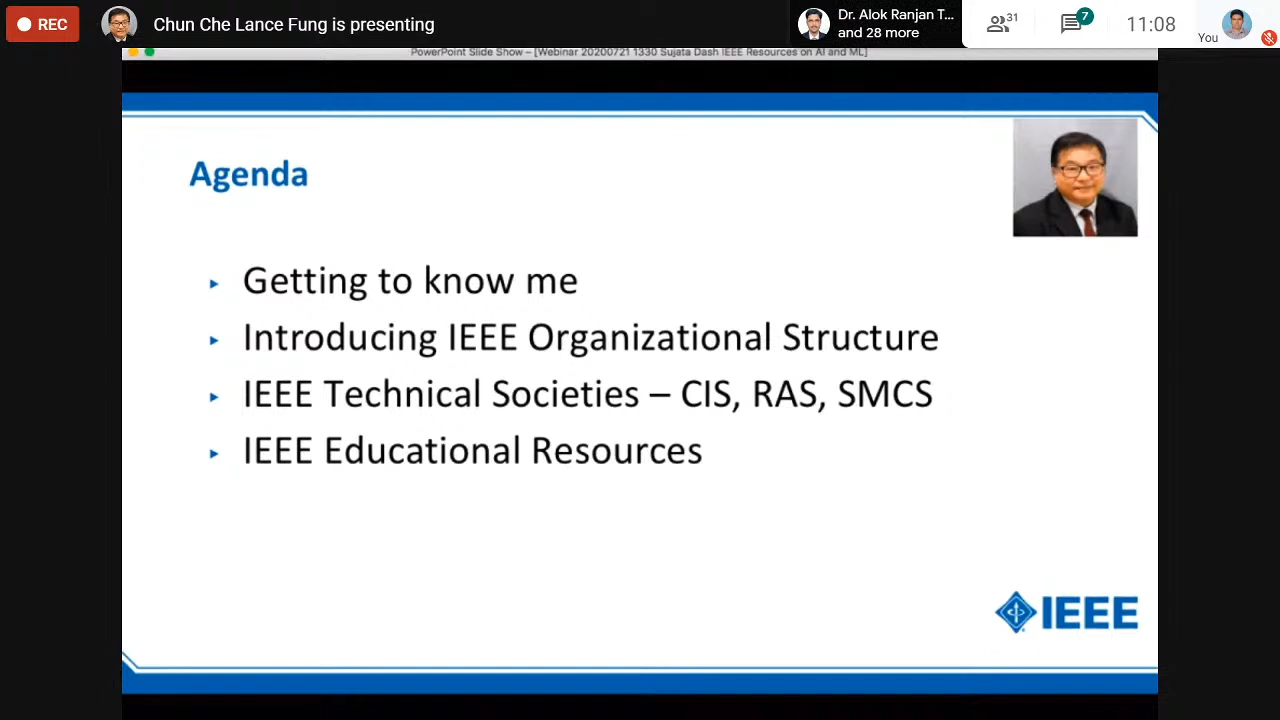 REC
Chun Che Lance Fung is presenting
Dr. Alok Ranjan T...
and 28 more
31
7
11:08
You
PowerPoint Slide Show – [Webinar 20200721 1330 Sujata Dash IEEE Resources on AI and ML]
Agenda
▸ Getting to know me
▸ Introducing IEEE Organizational Structure
▸ IEEE Technical Societies – CIS, RAS, SMCS
▸ IEEE Educational Resources
IEEE